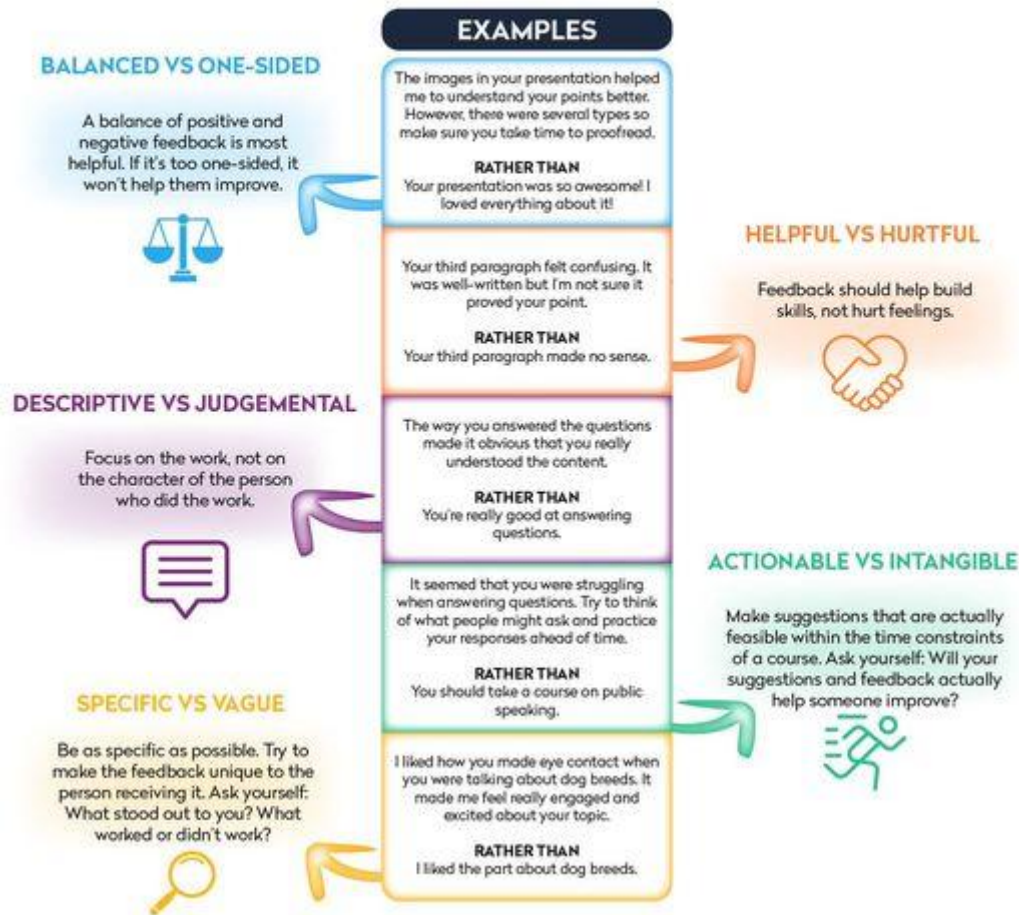 EXAMPLES
BALANCED VS ONE-SIDED
A balance of positive and
negative feedback is most
helpful. If it's too one-sided, it
won't help them improve.
The images in your presentation helped
me to understand your points better.
However, there were several types so
make sure you take time to proofread.
RATHER THAN
Your presentation was so awesome! I
loved everything about it!
HELPFUL VS HURTFUL
Feedback should help build
skills, not hurt feelings.
Your third paragraph felt confusing. It
was well-written but I'm not sure it
proved your point.
RATHER THAN
Your third paragraph made no sense.
DESCRIPTIVE VS JUDGEMENTAL
Focus on the work, not on
the character of the person
who did the work.
The way you answered the questions
made it obvious that you really
understood the content.
RATHER THAN
You're really good at answering
questions.
ACTIONABLE VS INTANGIBLE
Make suggestions that are actually
feasible within the time constraints
of a course. Ask yourself: Will your
suggestions and feedback actually
help someone improve?
It seemed that you were struggling
when answering questions. Try to think
of what people might ask and practice
your responses ahead of time.
RATHER THAN
You should take a course on public
speaking.
SPECIFIC VS VAGUE
Be as specific as possible. Try to
make the feedback unique to the
person receiving it. Ask yourself:
What stood out to you? What
worked or didn't work?
I liked how you made eye contact when
you were talking about dog breeds. It
made me feel really engaged and
excited about your topic.
RATHER THAN
I liked the part about dog breeds.